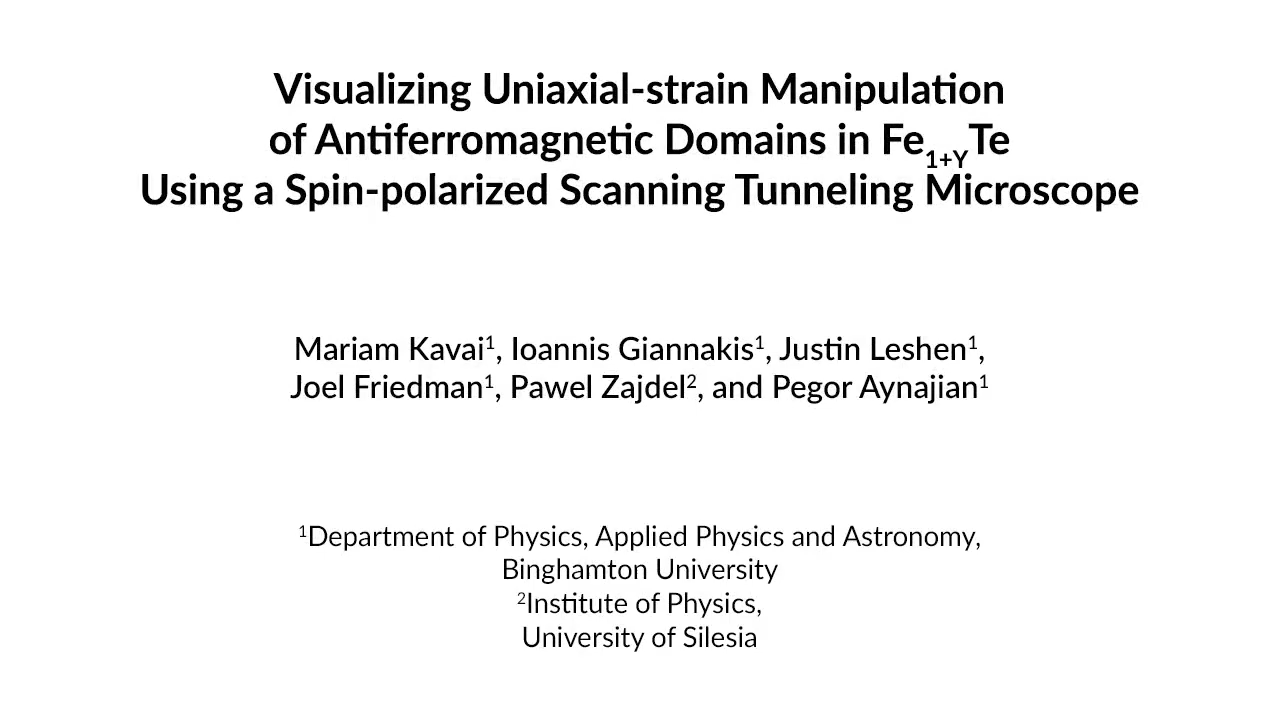 Visualizing Uniaxial-strain Manipulation
of Antiferromagnetic Domains in Fe1+YTe
Using a Spin-polarized Scanning Tunneling Microscope
Mariam Kavai1, Ioannis Giannakis1, Justin Leshen1,
Joel Friedman1, Pawel Zajdel2, and Pegor Aynajian1
1Department of Physics, Applied Physics and Astronomy,
Binghamton University
2Institute of Physics,
University of Silesia